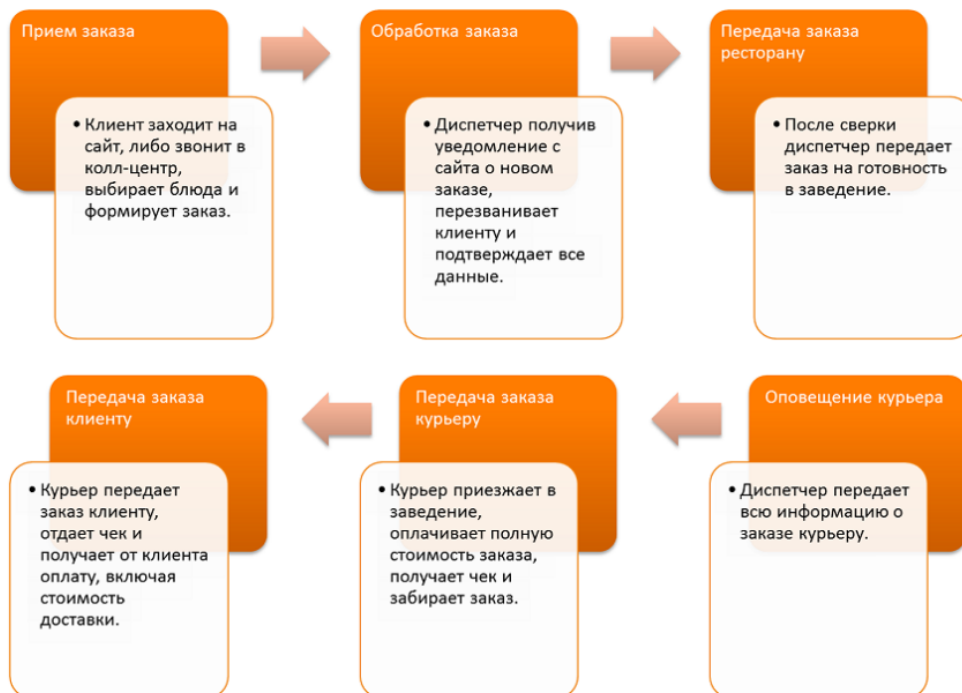 Прием заказа
• Клиент заходит на
сайт, либо звонит в
колл-центр,
выбирает блюда и
формирует заказ.
Обработка заказа
• Диспетчер получив
уведомление с
сайта о новом
заказе,
перезванивает
клиенту и
подтверждает все
данные.
Передача заказа
ресторану
• После сверки
диспетчер передает
заказ на готовность
в заведение.
Оповещение курьера
• Диспетчер передает
всю информацию о
заказе курьеру.
Передача заказа
курьеру
• Курьер приезжает в
заведение,
оплачивает полную
стоимость заказа,
получает чек и
забирает заказ.
Передача заказа
клиенту
• Курьер передает
заказ клиенту,
отдает чек и
получает от клиента
оплату, включая
стоимость
доставки.